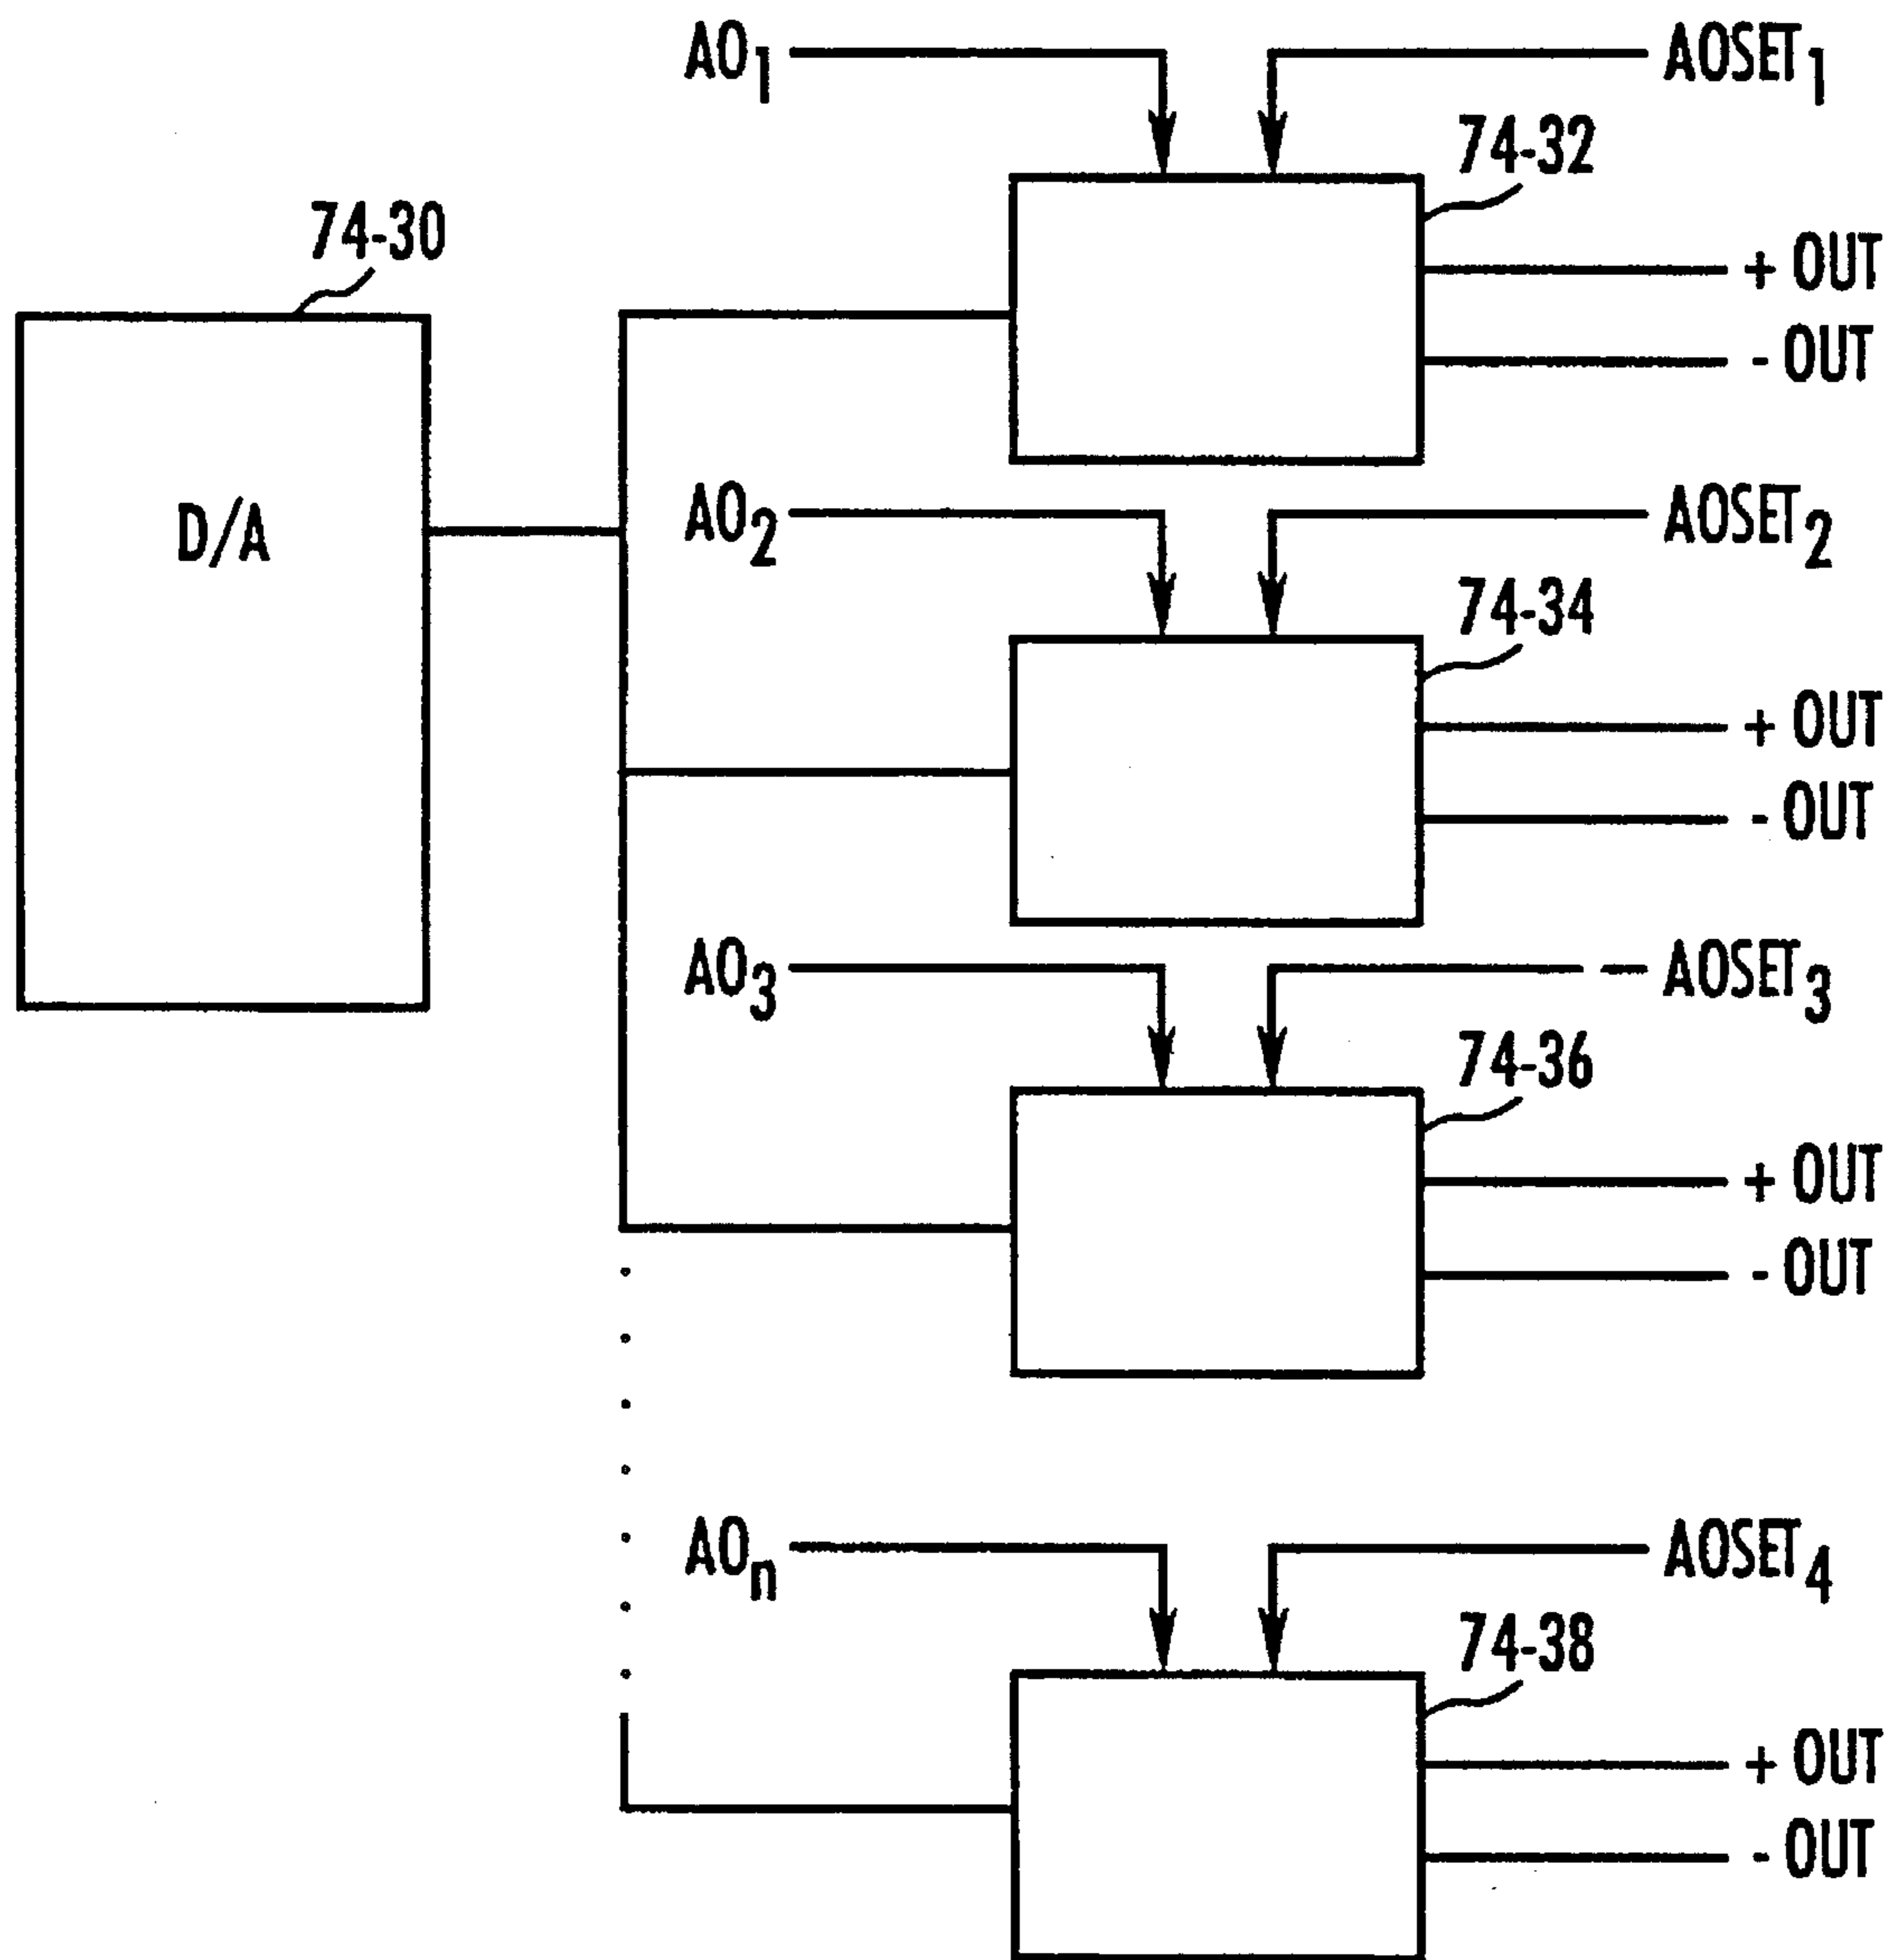 AO1
AOSET1
74-32
74-30
+ OUT
- OUT
D/A
AO2
AOSET2
74-34
+ OUT
- OUT
AO3
AOSET3
74-36
+ OUT
- OUT
AOn
AOSET4
74-38
+ OUT
- OUT